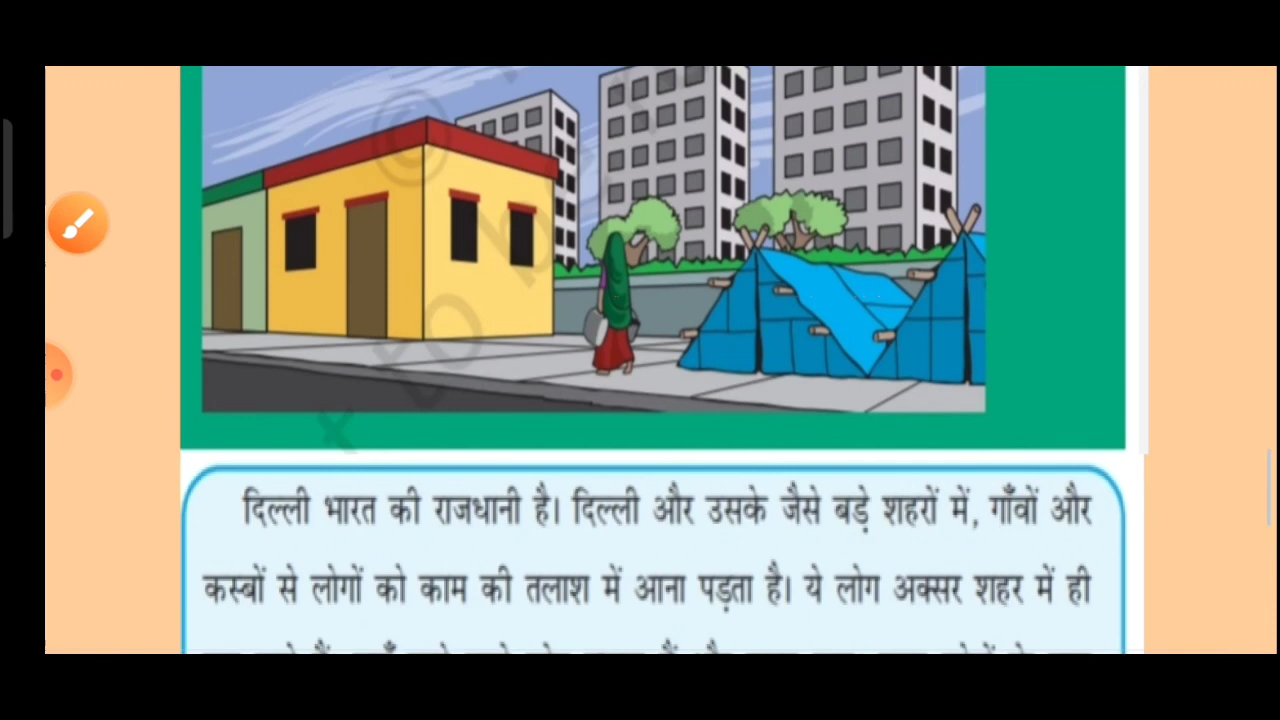 दिल्ली भारत की राजधानी है। दिल्ली और उसके जैसे बड़े शहरों में, गाँवों और
कस्बों से लोगों को काम की तलाश में आना पड़ता है। ये लोग अक्सर शहर में ही